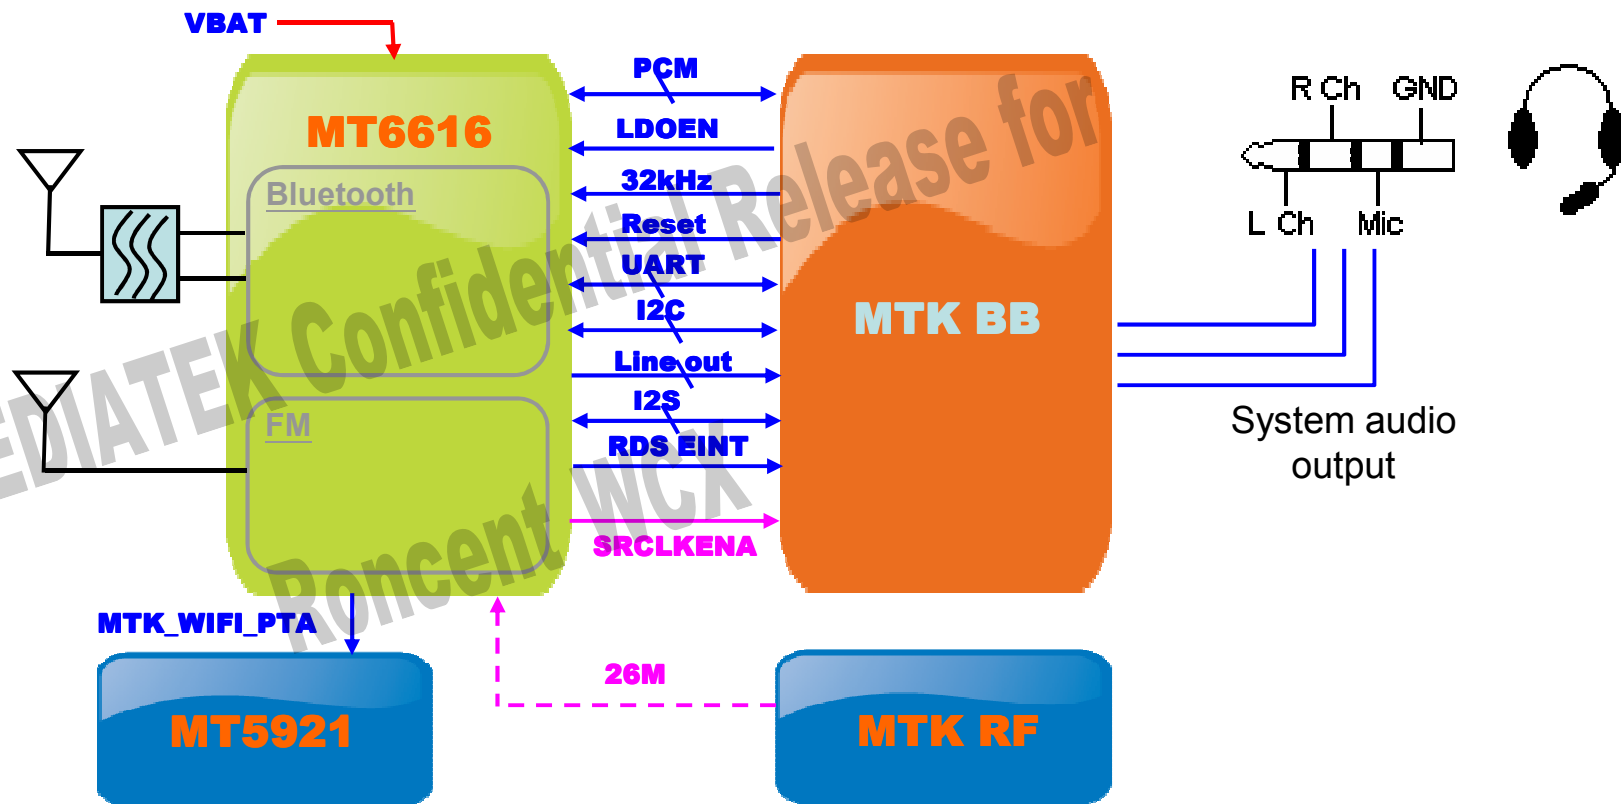 VBAT
MT6616
Bluetooth
FM
PCM
LDOEN
32kHz
Reset
UART
I2C
Line out
I2S
RDS EINT
SRCLKENA
MTK BB
R Ch GND
L Ch Mic
System audio
output
MTK_WIFI_PTA
26M
MT5921
MTK RF
EDIATEK Confidential Release for
Roncent WCX